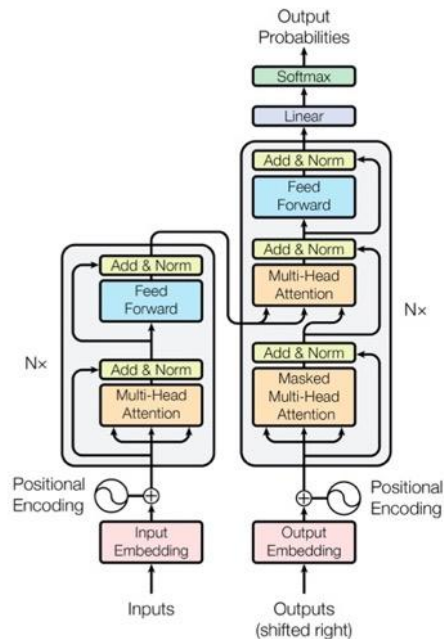 Output
Probabilities
Softmax
Linear
Add & Norm
Feed
Forward
Add & Norm
Multi-Head
Attention
Add & Norm
Masked
Multi-Head
Attention
Nx
Positional
Encoding
Output
Embedding
Outputs
(shifted right)
Add & Norm
Feed
Forward
Add & Norm
Multi-Head
Attention
Nx
Positional
Encoding
Input
Embedding
Inputs